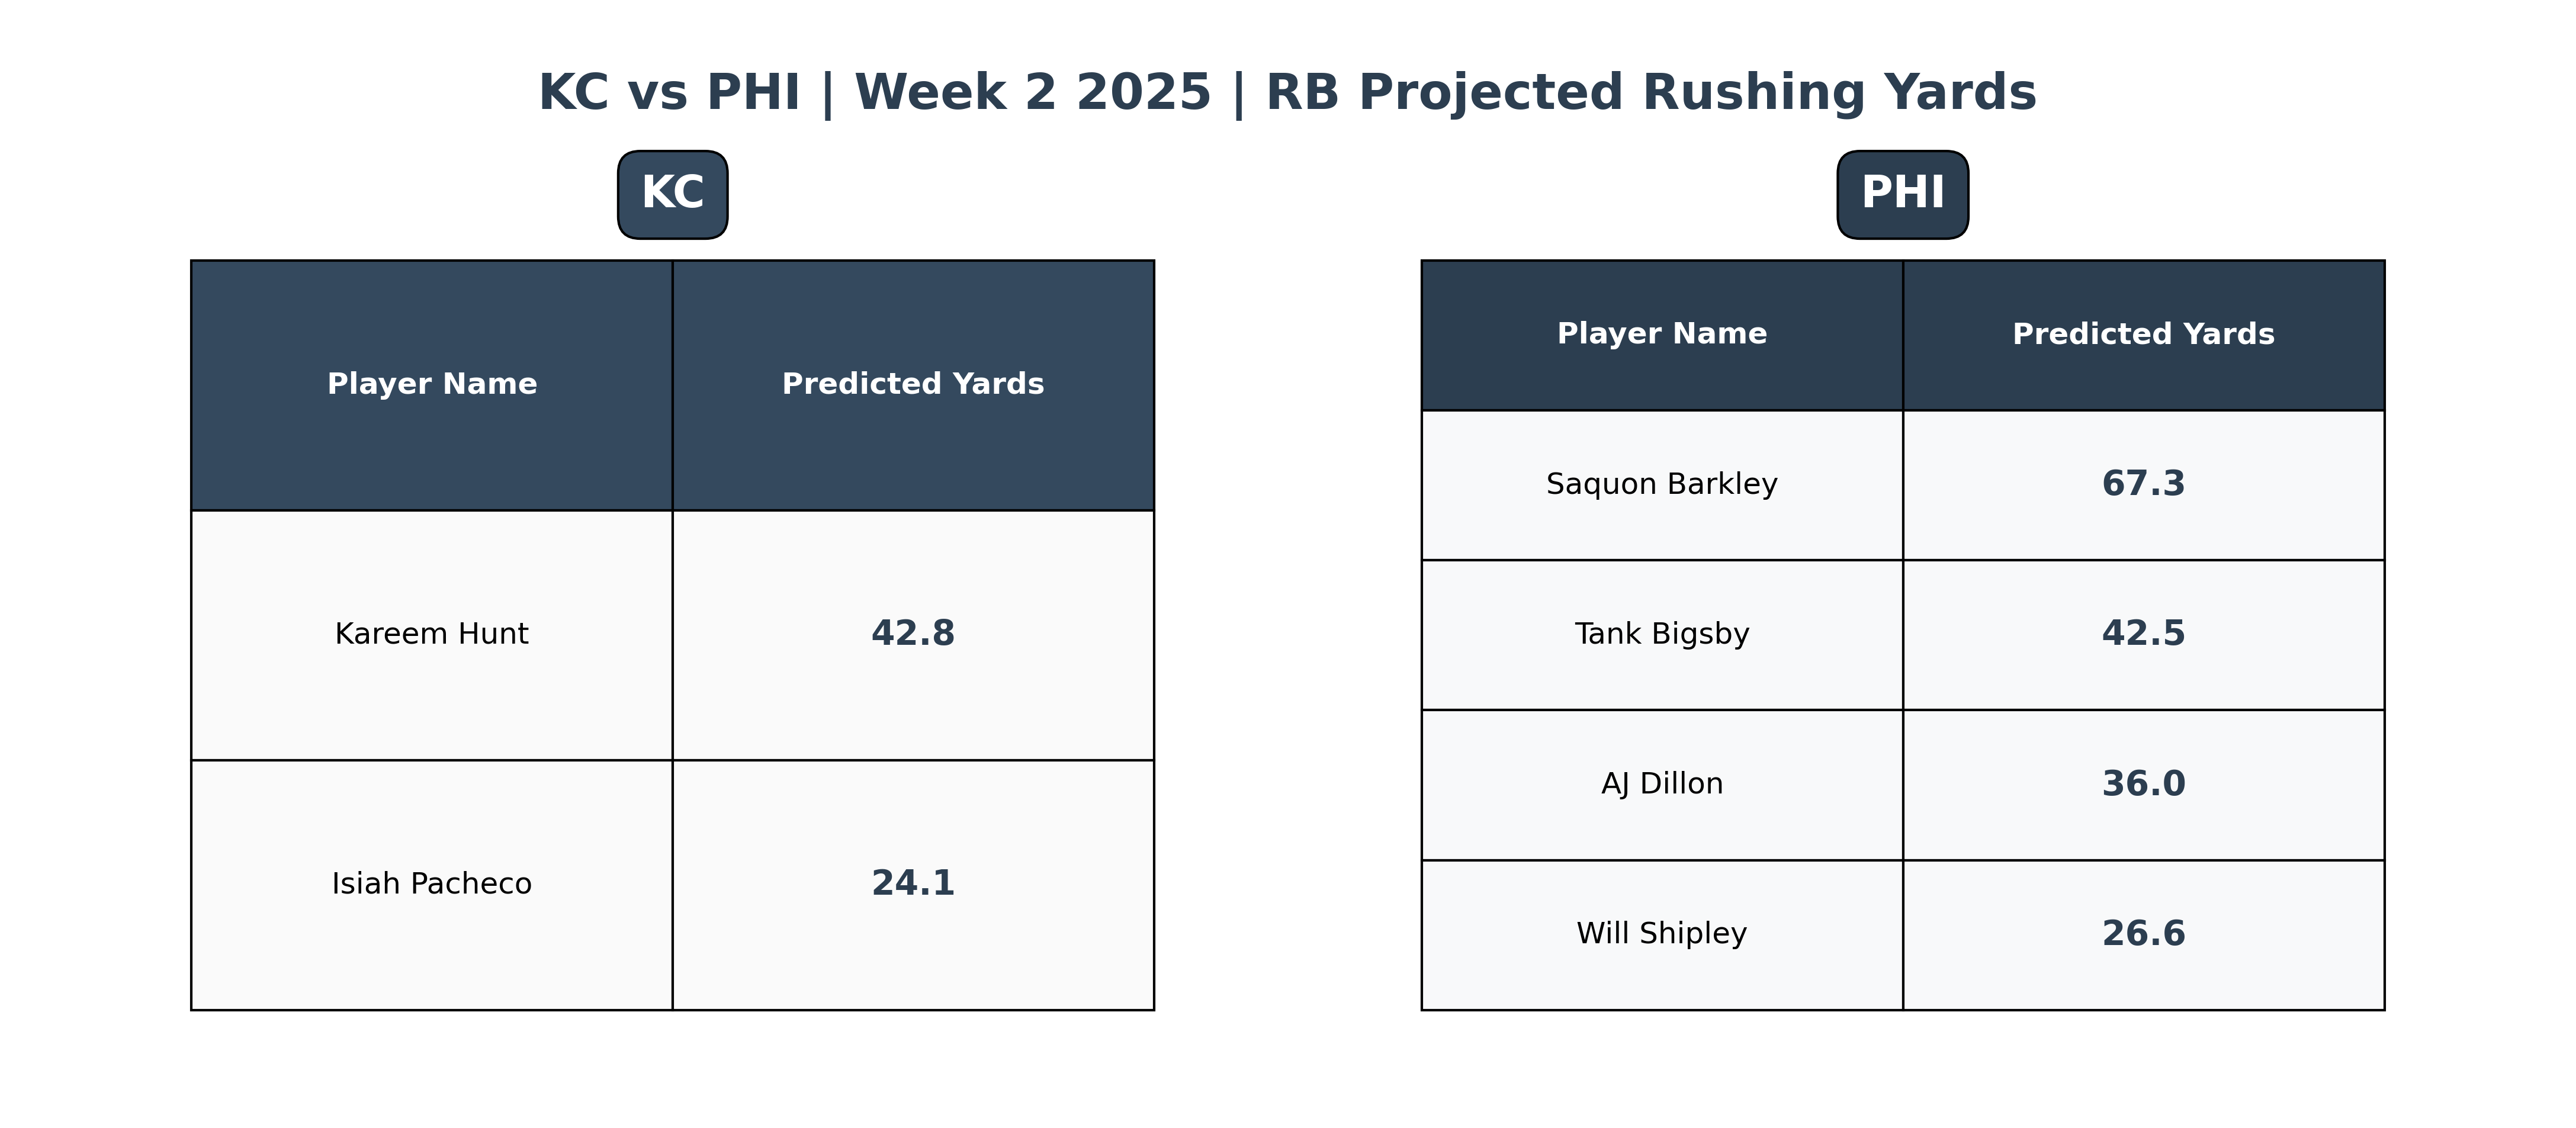 KC vs PHI | Week 2 2025 | RB Projected Rushing Yards
KC
Player Name Predicted Yards
Kareem Hunt 42.8
Isiah Pacheco 24.1
PHI
Player Name Predicted Yards
Saquon Barkley 67.3
Tank Bigsby 42.5
AJ Dillon 36.0
Will Shipley 26.6